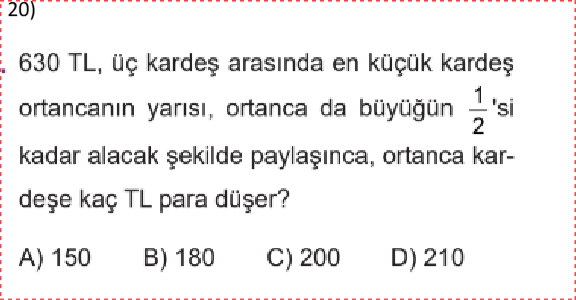 20)
630 TL, üç kardeş arasında en küçük kardeş
ortancanın yarısı, ortanca da büyüğün 1/2 'si
kadar alacak şekilde paylaşınca, ortanca kar-
deşe kaç TL para düşer?
A) 150 B) 180 C) 200 D) 210